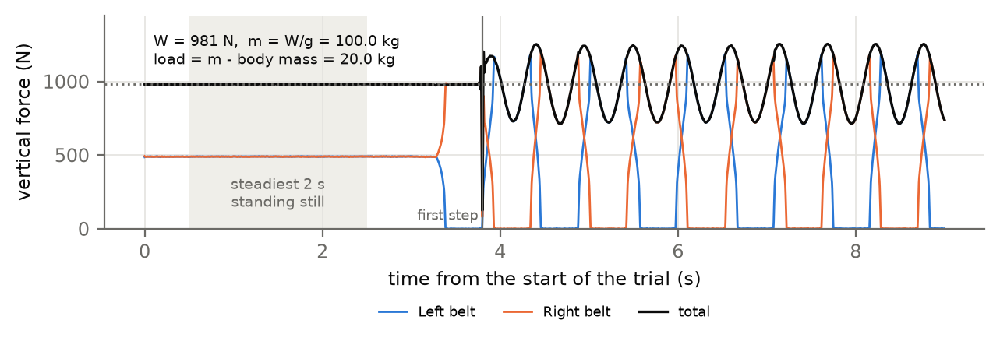 W = 981 N,  m = W/g = 100.0 kg
load = m - body mass = 20.0 kg
vertical force (N)
1000
500
0
steadiest 2 s
standing still
first step
0
2
4
6
8
time from the start of the trial (s)
Left belt
Right belt
total